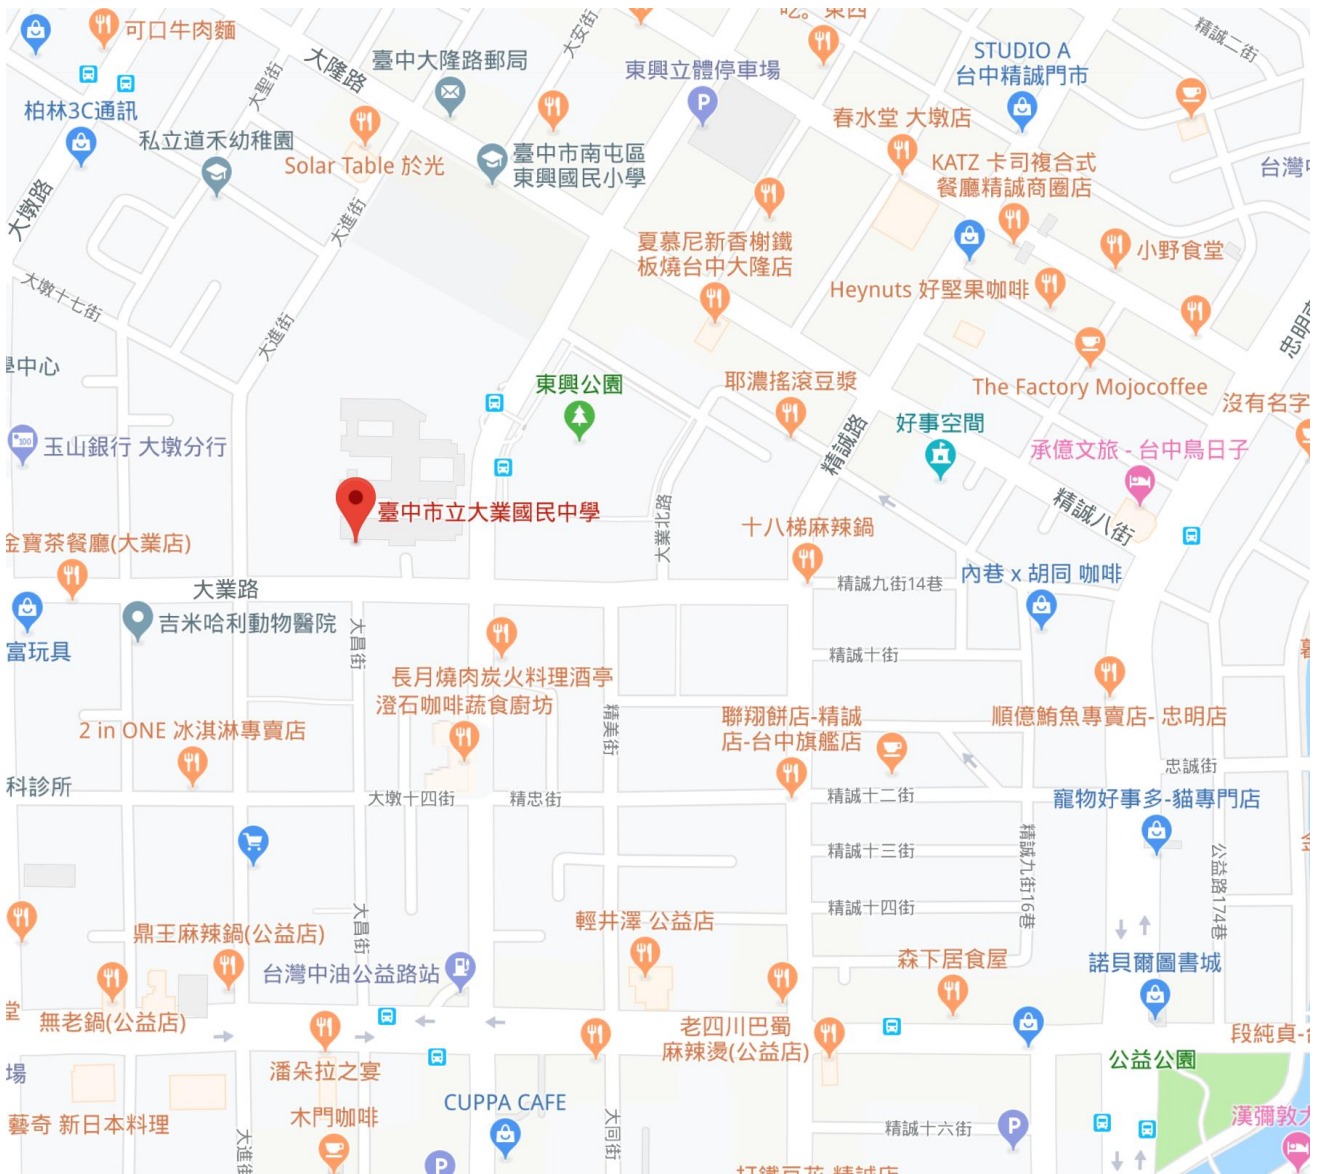 可口牛肉麵
大隆路
大安街
吃。東西
精誠二街
臺中大隆路郵局
東興立體停車場
STUDIO A
台中精誠門市
大聖街
柏林3C通訊
私立道禾幼稚園
Solar Table 於光
臺中市南屯區
東興國民小學
春水堂 大墩店
KATZ 卡司複合式
餐廳精誠商圈店
大墩路
大進街
夏慕尼新香榭鐵
板燒台中大隆店
小野食堂
Heynuts 好堅果咖啡
大墩十七街
大進街
東興公園
耶濃搖滾豆漿
The Factory Mojocoffee
玉山銀行 大墩分行
精誠路
好事空間
承億文旅 - 台中鳥日子
臺中市立大業國民中學
大業北路
精誠八街
十八梯麻辣鍋
金寶茶餐廳(大業店)
大業路
精誠九街14巷
內巷 x 胡同 咖啡
吉米哈利動物醫院
大昌街
富玩具
長月燒肉炭火料理酒亭
澄石咖啡蔬食廚坊
精誠十街
2 in ONE 冰淇淋專賣店
精美街
聯翔餅店-精誠
店-台中旗艦店
順億鮪魚專賣店- 忠明店
忠誠街
科診所
大墩十四街
精忠街
精誠十二街
寵物好事多-貓專門店
精誠十三街
精誠九街16巷
公益路174巷
精誠十四街
大昌街
鼎王麻辣鍋(公益店)
輕井澤 公益店
台灣中油公益路站
森下居食屋
諾貝爾圖書城
無老鍋(公益店)
老四川巴蜀
麻辣燙(公益店)
潘朵拉之宴
公益公園
藝奇 新日本料理
木門咖啡
CUPPA CAFE
大進街
大同街
精誠十六街